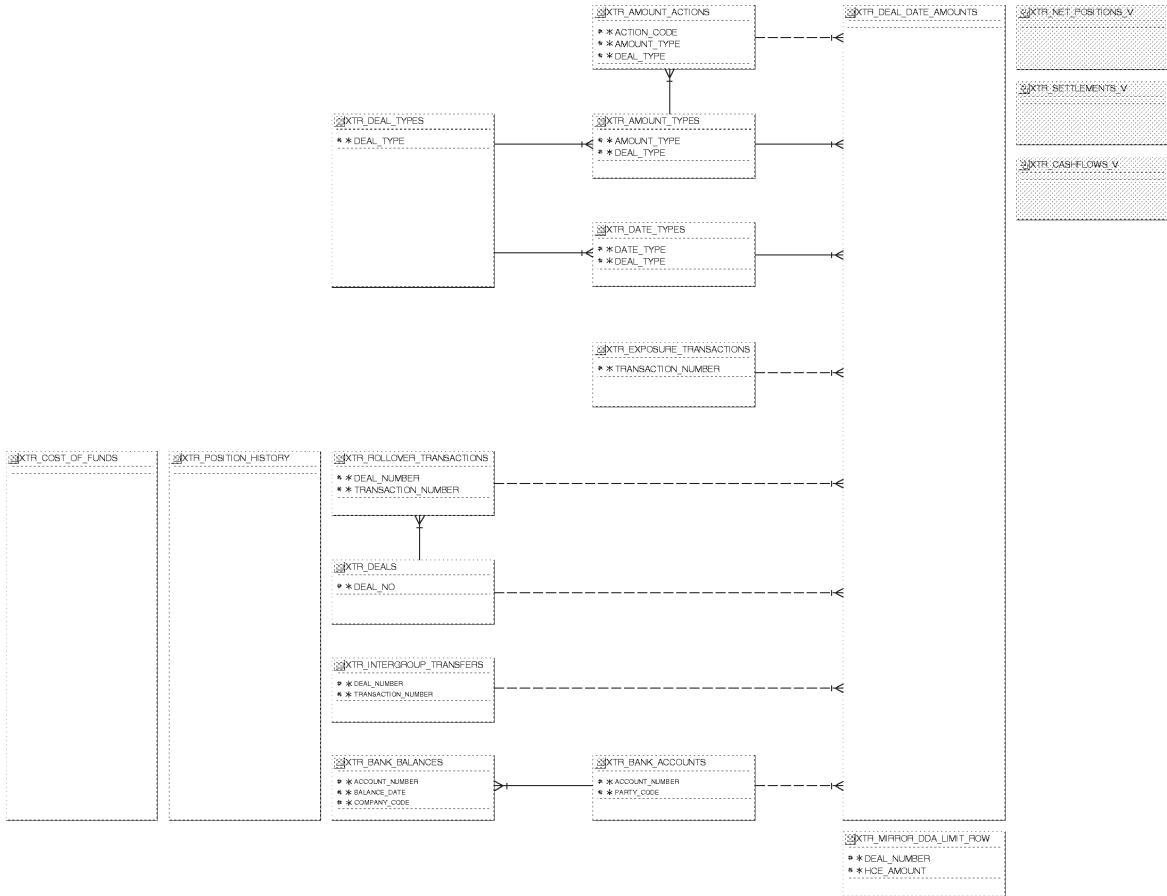 XTR_AMOUNT_ACTIONS
# * ACTION_CODE
# * AMOUNT_TYPE
# * DEAL_TYPE
XTR_DEAL_DATE_AMOUNTS
XTR_NET_POSITIONS_V
XTR_SETTLEMENTS_V
XTR_CASHFLOWS_V
XTR_DEAL_TYPES
# * DEAL_TYPE
XTR_AMOUNT_TYPES
# * AMOUNT_TYPE
# * DEAL_TYPE
XTR_DATE_TYPES
# * DATE_TYPE
# * DEAL_TYPE
XTR_EXPOSURE_TRANSACTIONS
# * TRANSACTION_NUMBER
XTR_COST_OF_FUNDS
XTR_POSITION_HISTORY
XTR_ROLLOVER_TRANSACTIONS
# * DEAL_NUMBER
# * TRANSACTION_NUMBER
XTR_DEALS
# * DEAL_NO
XTR_INTERGROUP_TRANSFERS
# * DEAL_NUMBER
# * TRANSACTION_NUMBER
XTR_BANK_BALANCES
# * ACCOUNT_NUMBER
# * BALANCE_DATE
# * COMPANY_CODE
XTR_BANK_ACCOUNTS
# * ACCOUNT_NUMBER
# * PARTY_CODE
XTR_MIRROR_DDA_LIMIT_ROW
# * DEAL_NUMBER
# * HCE_AMOUNT